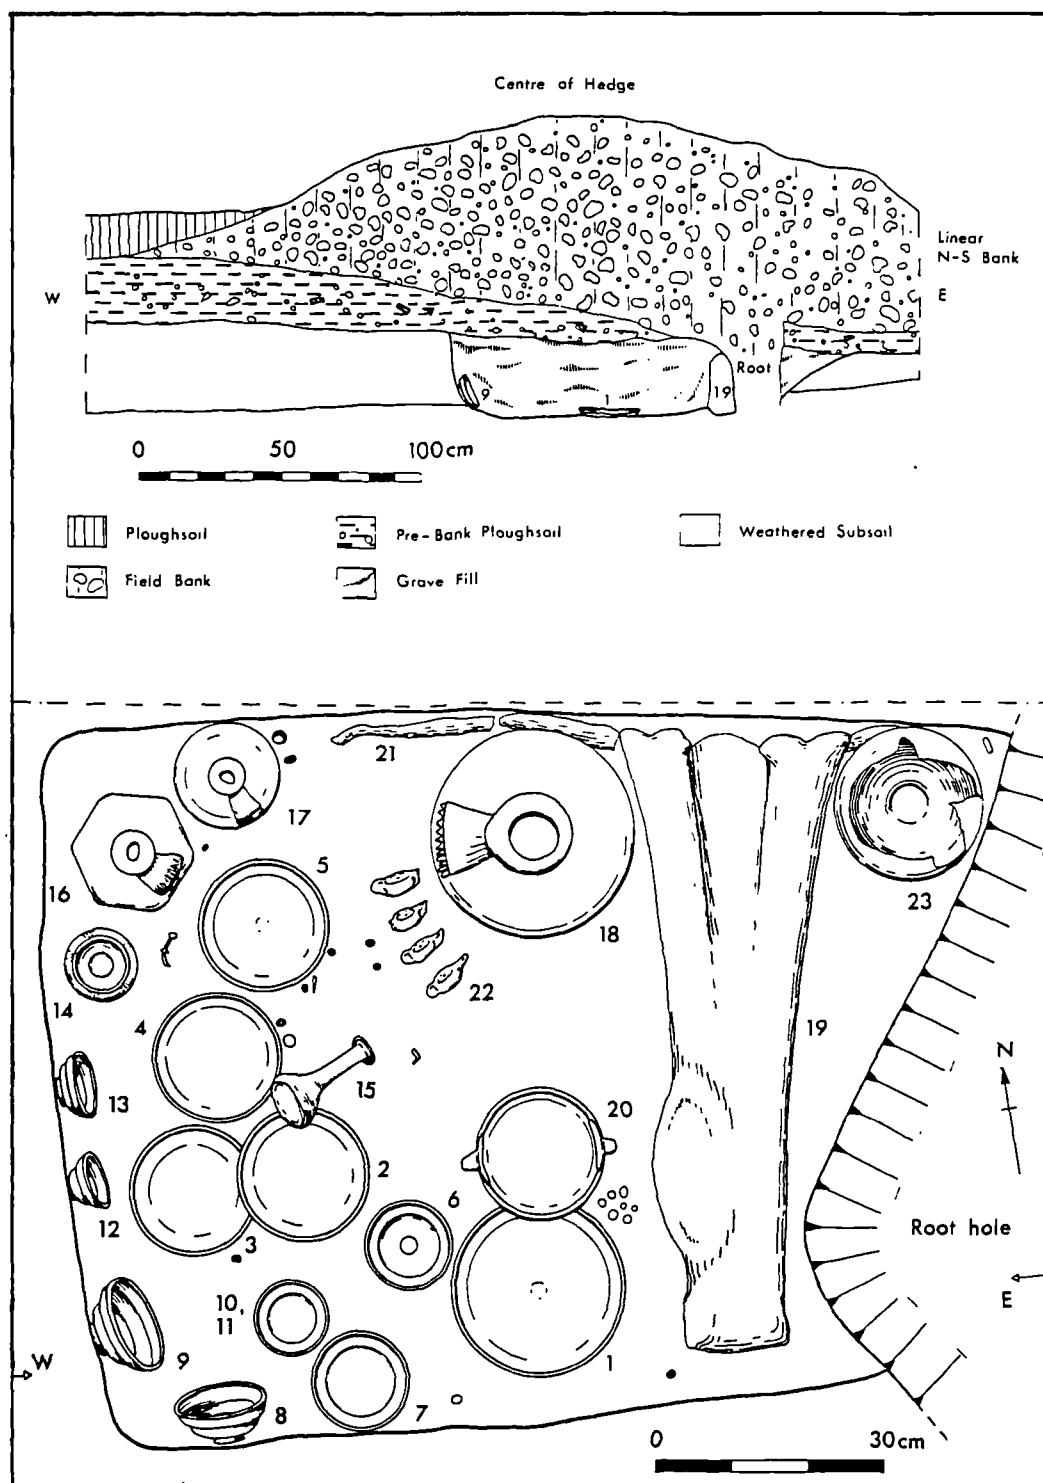 Centre of Hedge
Linear
N-S Bank
W
E
Root
9
1
19
0 50 100cm
Ploughsoil
Pre-Bank Ploughsoil
Weathered Subsoil
Field Bank
Grave Fill
21
17
5
16
18
23
14
22
4
19
N
13
15
20
2
6
12
3
Root hole
10,
11
E
W
9
1
8
7
0 30cm